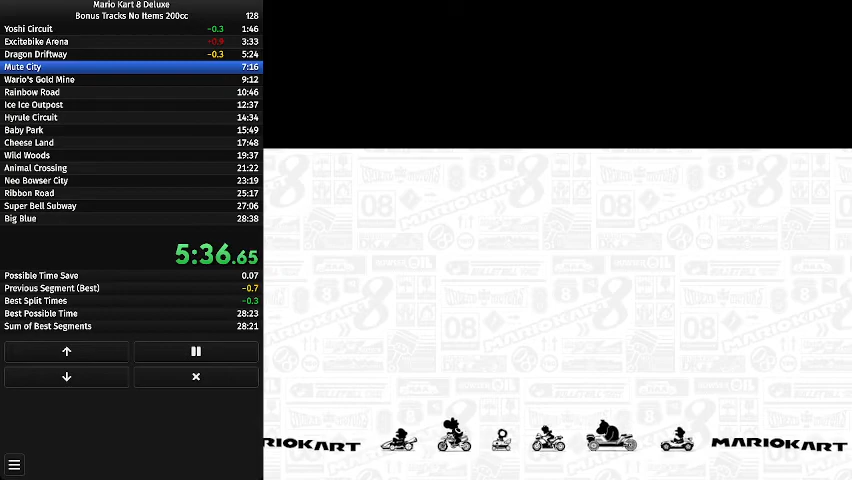 Mario Kart 8 Deluxe
Bonus Tracks No Items 200cc 128
Yoshi Circuit -0.3 1:46
Excitebike Arena -0.9 3:33
Dragon Driftway -0.3 5:24
Mute City 7:16
Wario's Gold Mine 9:12
Rainbow Road 10:46
Ice Ice Outpost 12:37
Hyrule Circuit 14:34
Baby Park 15:49
Cheese Land 17:48
Wild Woods 19:37
Animal Crossing 21:22
Neo Bowser City 23:19
Ribbon Road 25:17
Super Bell Subway 27:06
Big Blue 28:38
5:36.65
Possible Time Save 0.07
Previous Segment (Best) -0.7
Best Split Times -0.3
Best Possible Time 28:23
Sum of Best Segments 28:21
RIOKART
MARIOKART